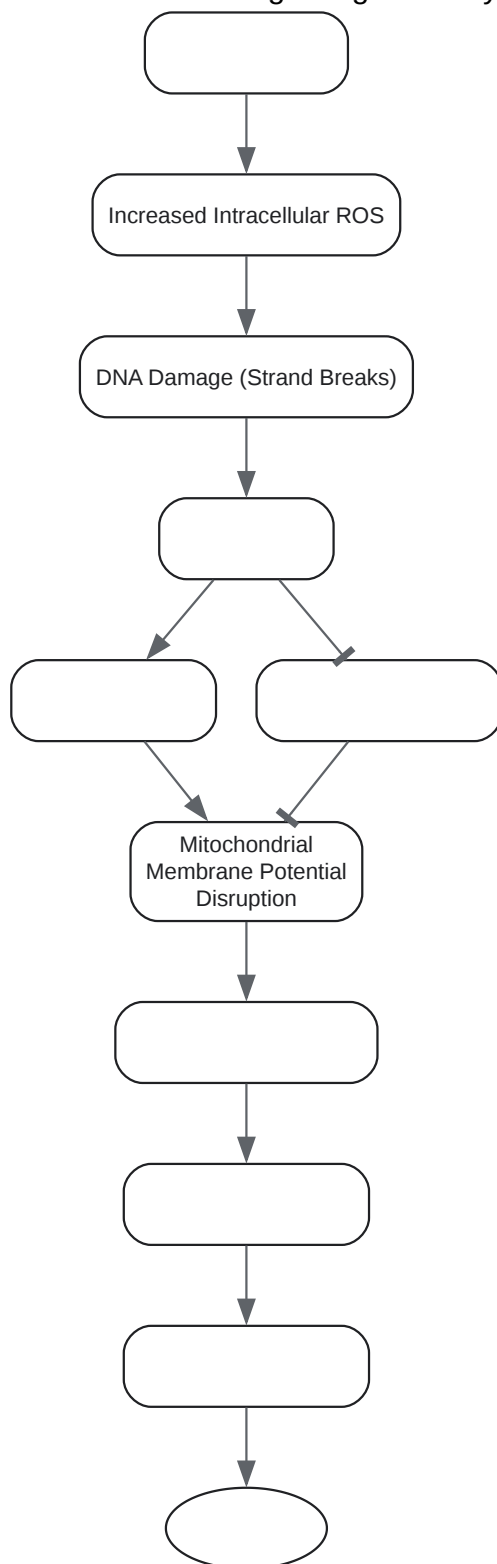 Increased Intracellular ROS
DNA Damage (Strand Breaks)
Mitochondrial
Membrane Potential
Disruption